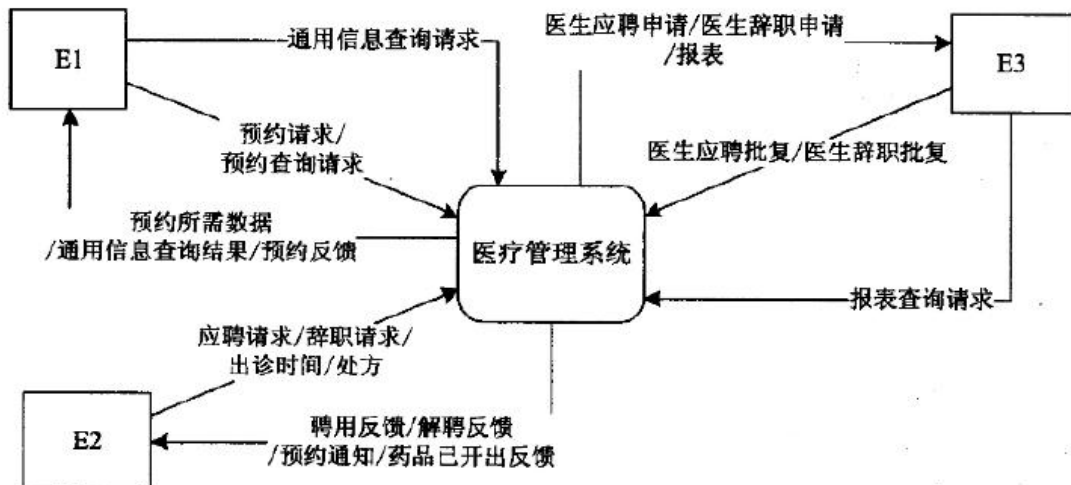 E1
通用信息查询请求
医生应聘申请/医生辞职申请
/报表
E3
预约请求/
预约查询请求
医生应聘批复/医生辞职批复
预约所需数据
/通用信息查询结果/预约反馈
医疗管理系统
报表查询请求
应聘请求/辞职请求/
出诊时间/处方
E2
聘用反馈/解聘反馈
/预约通知/药品已开出反馈